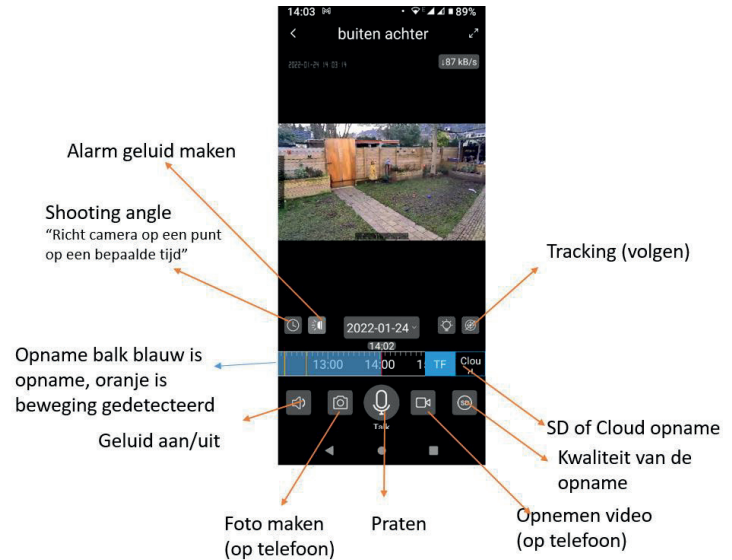 14:03
89%
buiten achter
2022-01-24 14 03 14
↓87 kB/s
Alarm geluid maken
Shooting angle
“Richt camera op een punt
op een bepaalde tijd”
Tracking (volgen)
2022-01-24
14:02
13:00 14:00 1 TF Clou
Opname balk blauw is
opname, oranje is
beweging gedetecteerd
Geluid aan/uit
SD
Talk
SD of Cloud opname
Kwaliteit van de
opname
Foto maken
(op telefoon)
Praten
Opnemen video
(op telefoon)